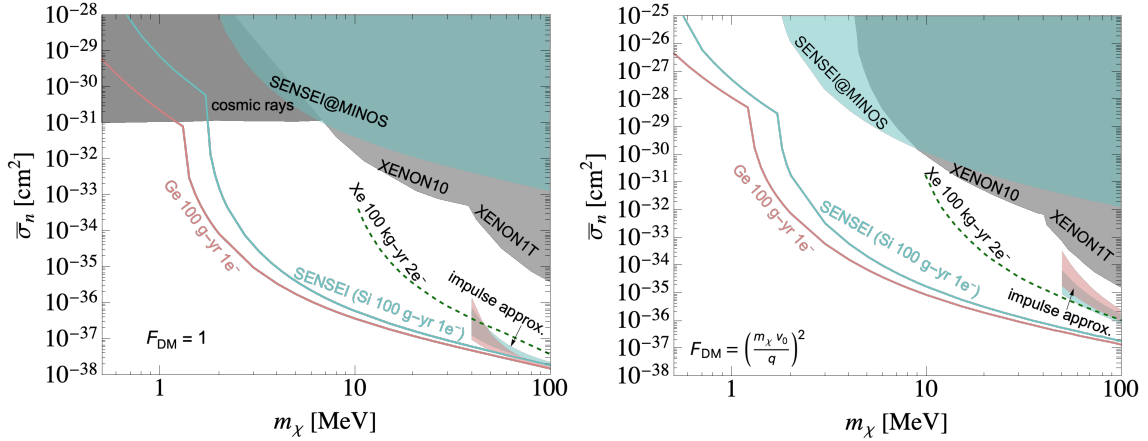 10⁻²⁸
10⁻²⁹
10⁻³⁰
10⁻³¹
10⁻³²
10⁻³³
10⁻³⁴
10⁻³⁵
10⁻³⁶
10⁻³⁷
10⁻³⁸
σ̅ₙ [cm²]
SENSEI@MINOS
cosmic rays
XENON10
XENON1T
Xe 100 kg-yr 2e⁻
Ge 100 g-yr 1e⁻
SENSEI (Si 100 g-yr 1e⁻)
impulse approx.
F_DM = 1
1
10
100
m_χ [MeV]
10⁻²⁵
10⁻²⁶
10⁻²⁷
10⁻²⁸
10⁻²⁹
10⁻³⁰
10⁻³¹
10⁻³²
10⁻³³
10⁻³⁴
10⁻³⁵
10⁻³⁶
10⁻³⁷
10⁻³⁸
σ̅ₙ [cm²]
SENSEI@MINOS
XENON10
XENON1T
Xe 100 kg-yr 2e⁻
Ge 100 g-yr 1e⁻
SENSEI (Si 100 g-yr 1e⁻)
impulse approx.
F_DM = (m_χ v₀ / q)²
1
10
100
m_χ [MeV]